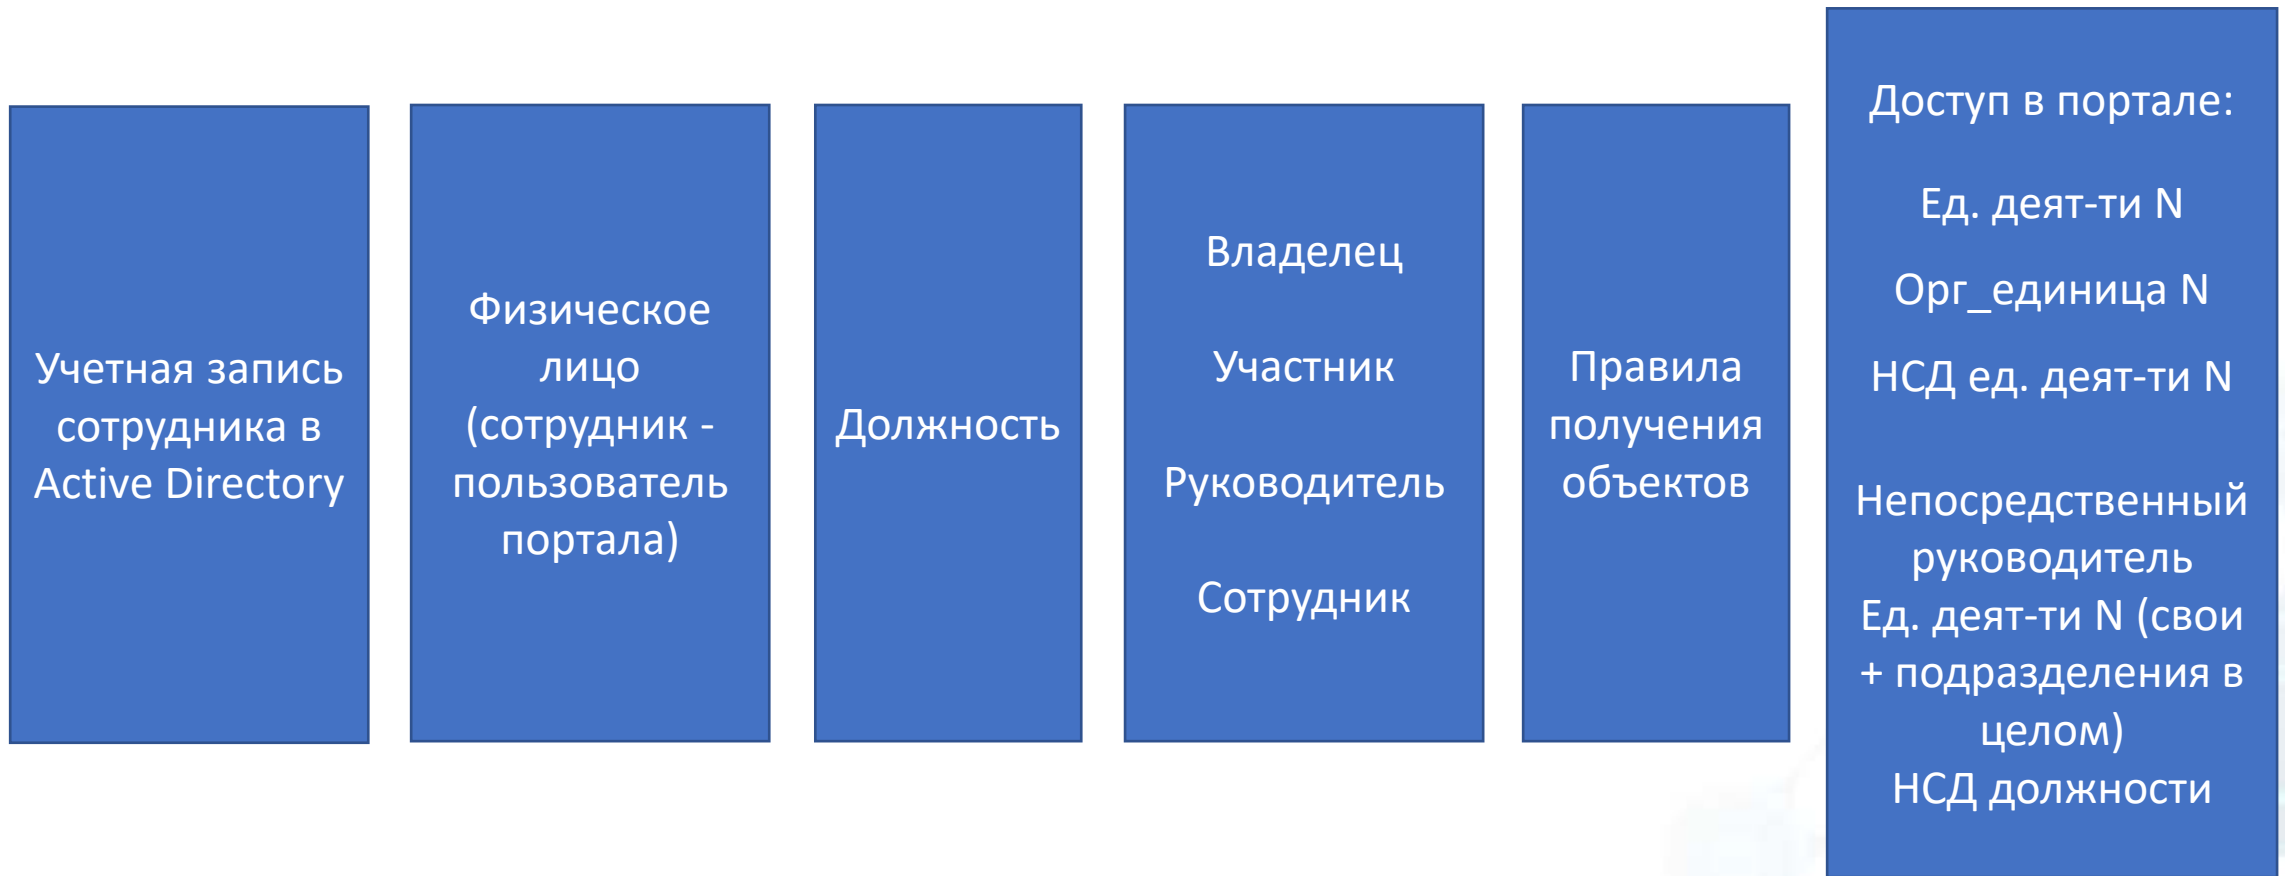 Учетная запись
сотрудника в
Active Directory
Физическое
лицо
(сотрудник -
пользователь
портала)
Должность
Владелец
Участник
Руководитель
Сотрудник
Правила
получения
объектов
Доступ в портале:
Ед. деят-ти N
Орг_единица N
НСД ед. деят-ти N
Непосредственный
руководитель
Ед. деят-ти N (свои
+ подразделения в
целом)
НСД должности